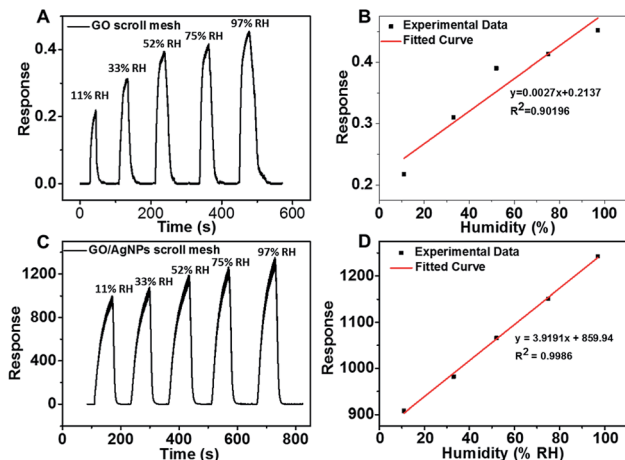 A
GO scroll mesh
11% RH
33% RH
52% RH
75% RH
97% RH
0.4
0.2
0.0
Response
0
200
400
600
Time (s)
B
Experimental Data
Fitted Curve
y=0.0027x+0.2137
R2=0.90196
0.5
0.4
0.3
0.2
Response
0
20
40
60
80
100
Humidity (%)
C
GO/AgNPs scroll mesh
11% RH
33% RH
52% RH
75% RH
97% RH
1200
800
400
0
Response
0
200
400
600
800
Time (s)
D
Experimental Data
Fitted Curve
y = 3.9191x + 859.94
R2 = 0.9986
1200
1100
1000
900
Response
0
20
40
60
80
100
Humidity (% RH)